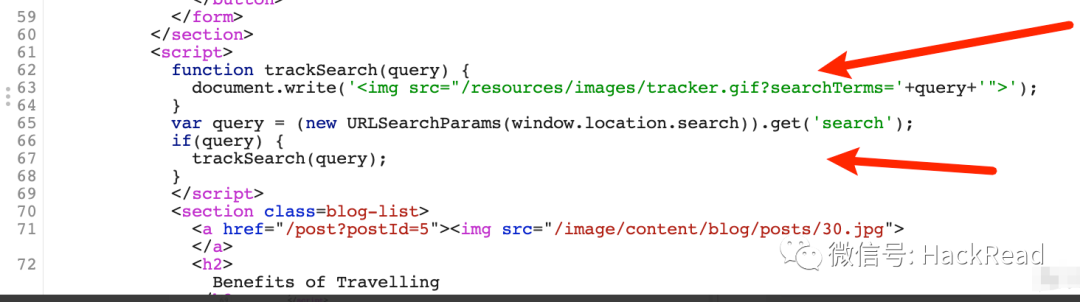 </button>
59 </form>
60 </section>
61 <script>
62 function trackSearch(query) {
63 document.write('<img src="/resources/images/tracker.gif?searchTerms='+query+'">');
64 }
65 var query = (new URLSearchParams(window.location.search)).get('search');
66 if(query) {
67 trackSearch(query);
68 }
69 </script>
70 <section class=blog-list>
71 <a href="/post?postId=5"><img src="/image/content/blog/posts/30.jpg">
</a>
72 <h2>
Benefits of Travelling
微信号: HackRead